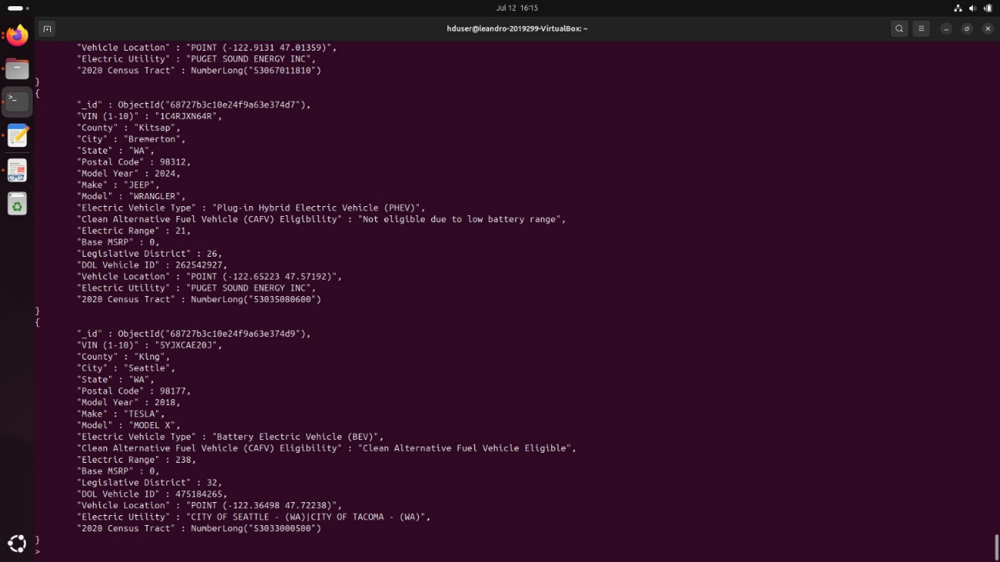 Jul 12 16:15
hduser@leandro-2019299-VirtualBox: ~
"Vehicle Location" : "POINT (-122.9131 47.01359)",
"Electric Utility" : "PUGET SOUND ENERGY INC",
"2020 Census Tract" : NumberLong("53067011810")
}
{
"_id" : ObjectId("68727b3c10e24f9a63e374d7"),
"VIN (1-10)" : "1C4RJXN64R",
"County" : "Kitsap",
"City" : "Bremerton",
"State" : "WA",
"Postal Code" : 98312,
"Model Year" : 2024,
"Make" : "JEEP",
"Model" : "WRANGLER",
"Electric Vehicle Type" : "Plug-in Hybrid Electric Vehicle (PHEV)",
"Clean Alternative Fuel Vehicle (CAFV) Eligibility" : "Not eligible due to low battery range",
"Electric Range" : 21,
"Base MSRP" : 0,
"Legislative District" : 26,
"DOL Vehicle ID" : 262542927,
"Vehicle Location" : "POINT (-122.65223 47.57192)",
"Electric Utility" : "PUGET SOUND ENERGY INC",
"2020 Census Tract" : NumberLong("53035080600")
}
{
"_id" : ObjectId("68727b3c10e24f9a63e374d9"),
"VIN (1-10)" : "5YJXCAE20J",
"County" : "King",
"City" : "Seattle",
"State" : "WA",
"Postal Code" : 98177,
"Model Year" : 2018,
"Make" : "TESLA",
"Model" : "MODEL X",
"Electric Vehicle Type" : "Battery Electric Vehicle (BEV)",
"Clean Alternative Fuel Vehicle (CAFV) Eligibility" : "Clean Alternative Fuel Vehicle Eligible",
"Electric Range" : 238,
"Base MSRP" : 0,
"Legislative District" : 32,
"DOL Vehicle ID" : 475184265,
"Vehicle Location" : "POINT (-122.36498 47.72238)",
"Electric Utility" : "CITY OF SEATTLE - (WA)|CITY OF TACOMA - (WA)",
"2020 Census Tract" : NumberLong("53033000500")
}
>